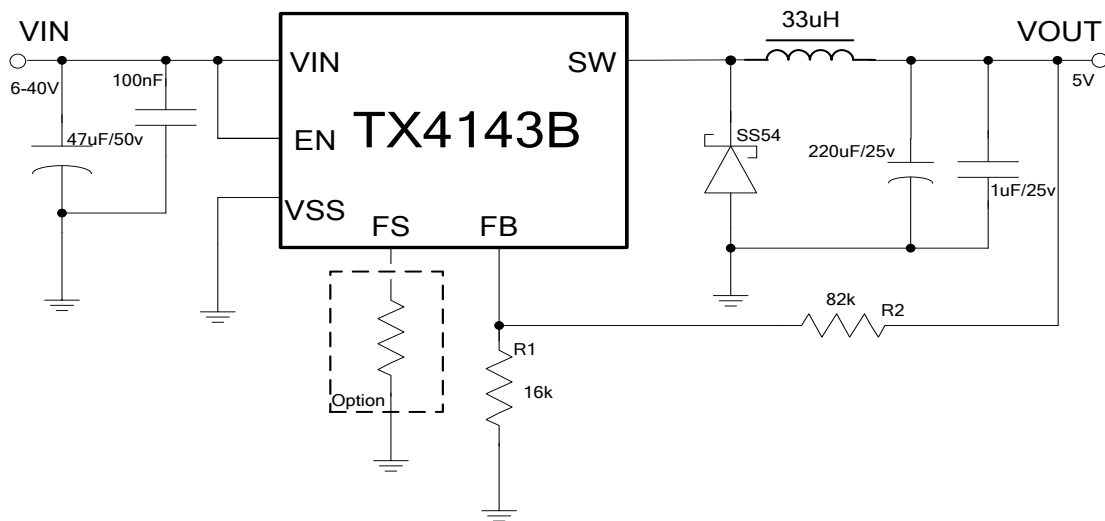 VIN
6-40V
47uF/50v
100nF
VIN
EN
VSS
TX4143B
SW
FS
FB
33uH
VOUT
5V
SS54
220uF/25v
1uF/25v
82k
R2
R1
16k
Option